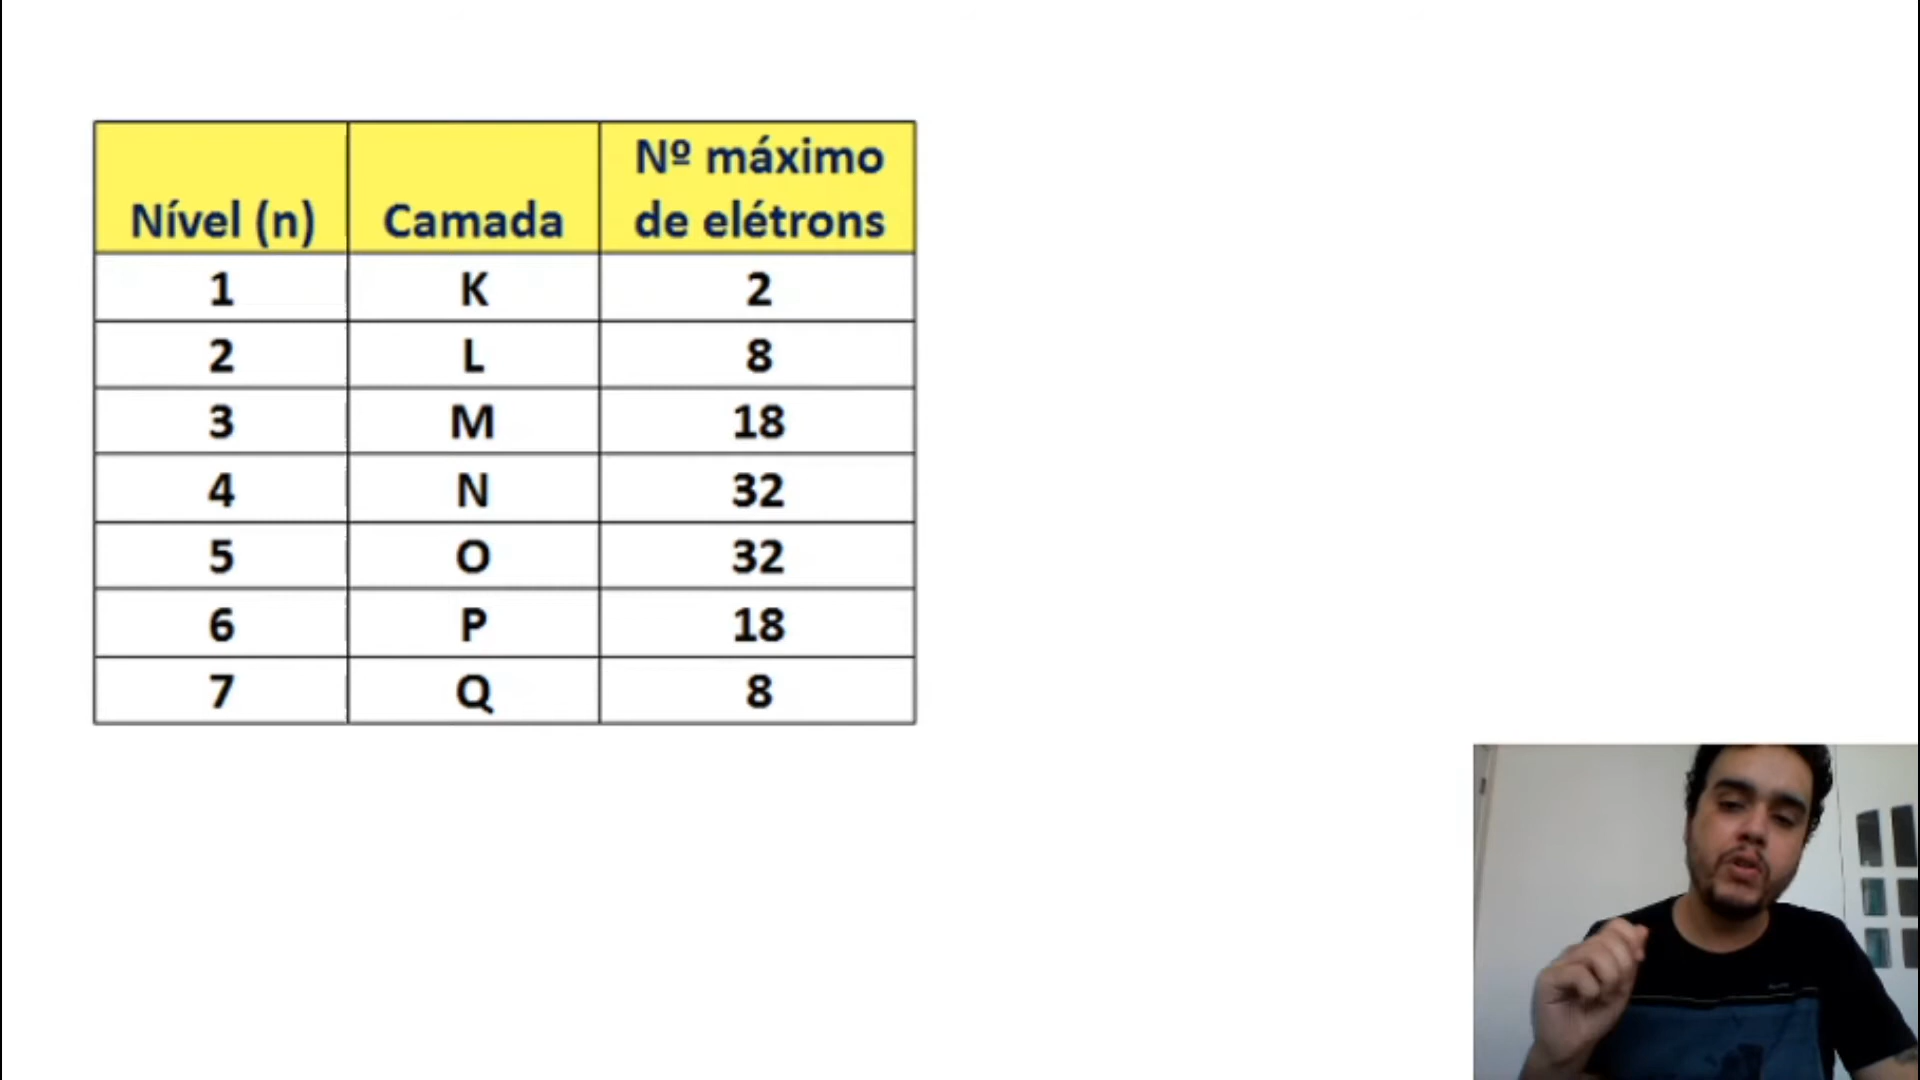 Nível (n) Camada Nº máximo de elétrons
1 K 2
2 L 8
3 M 18
4 N 32
5 O 32
6 P 18
7 Q 8